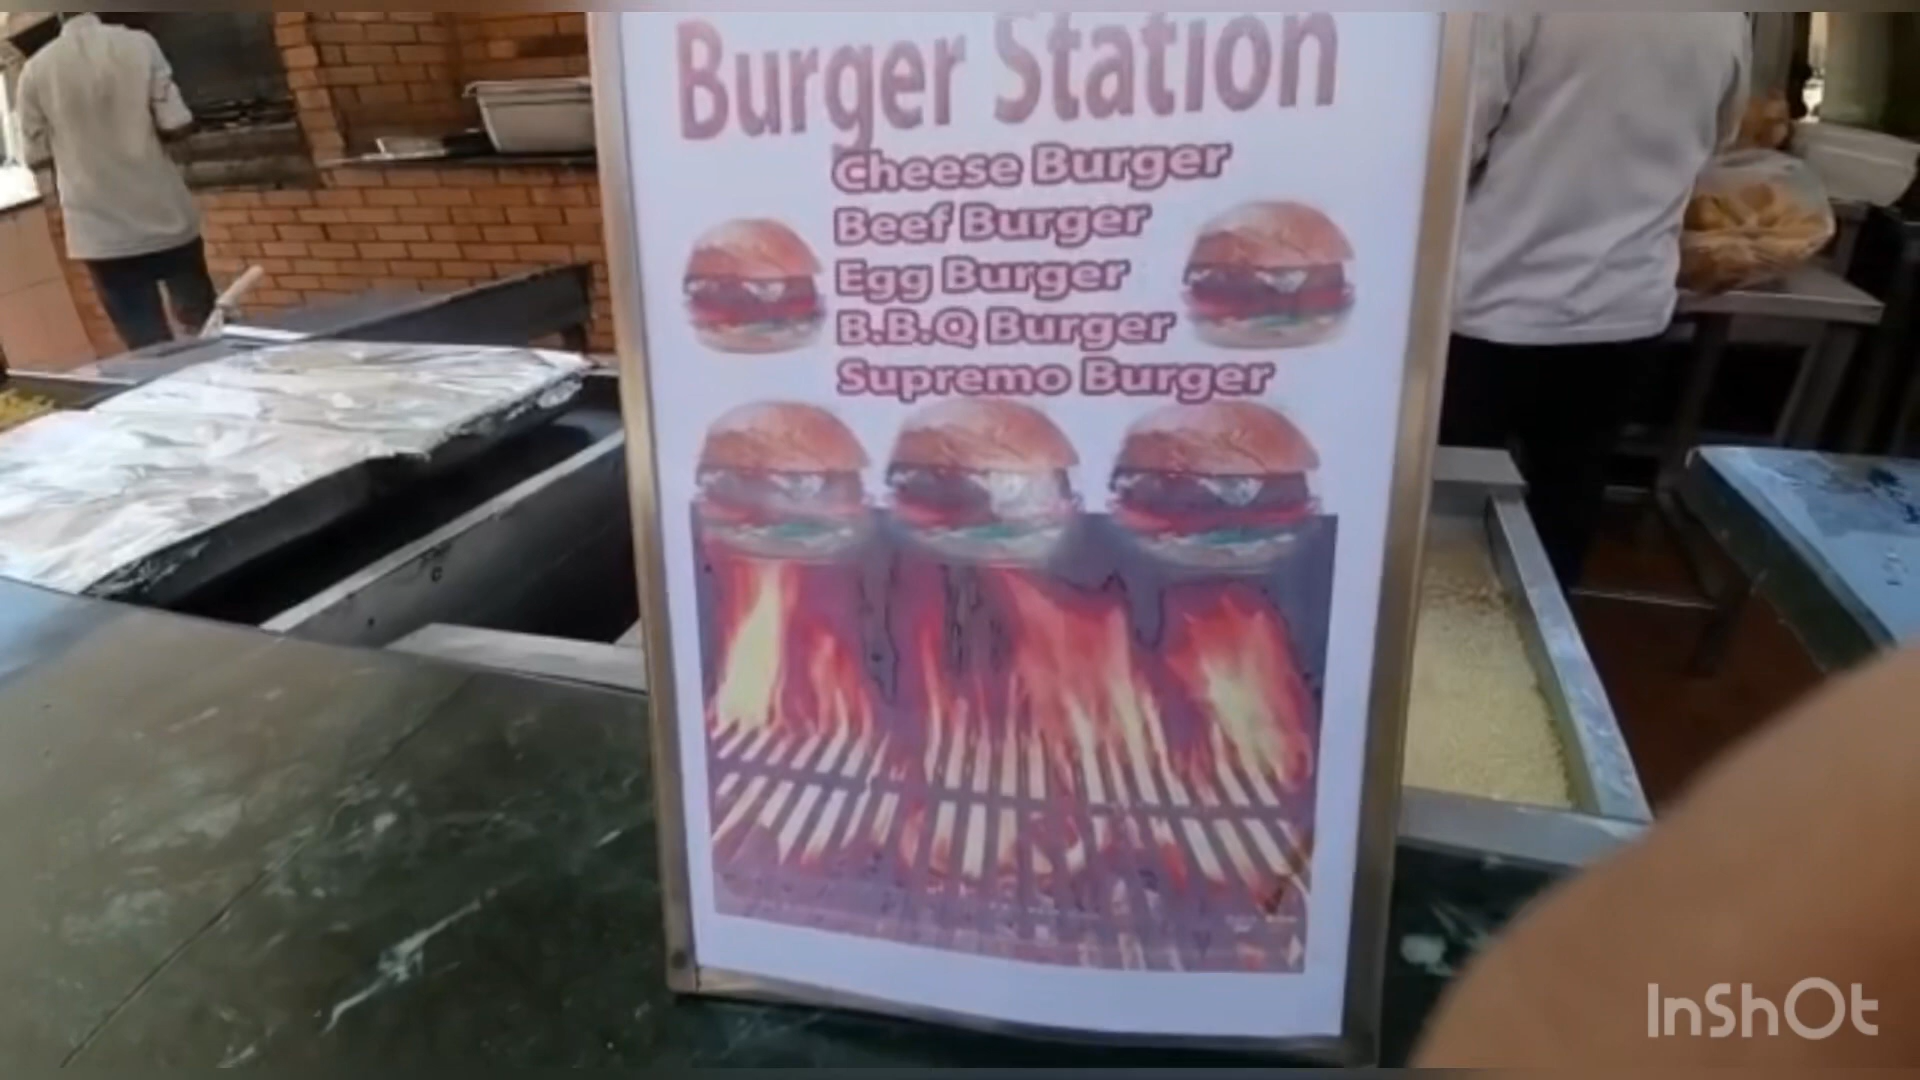 Burger Station
Cheese Burger
Beef Burger
Egg Burger
B.B.Q Burger
Supremo Burger
InShOt